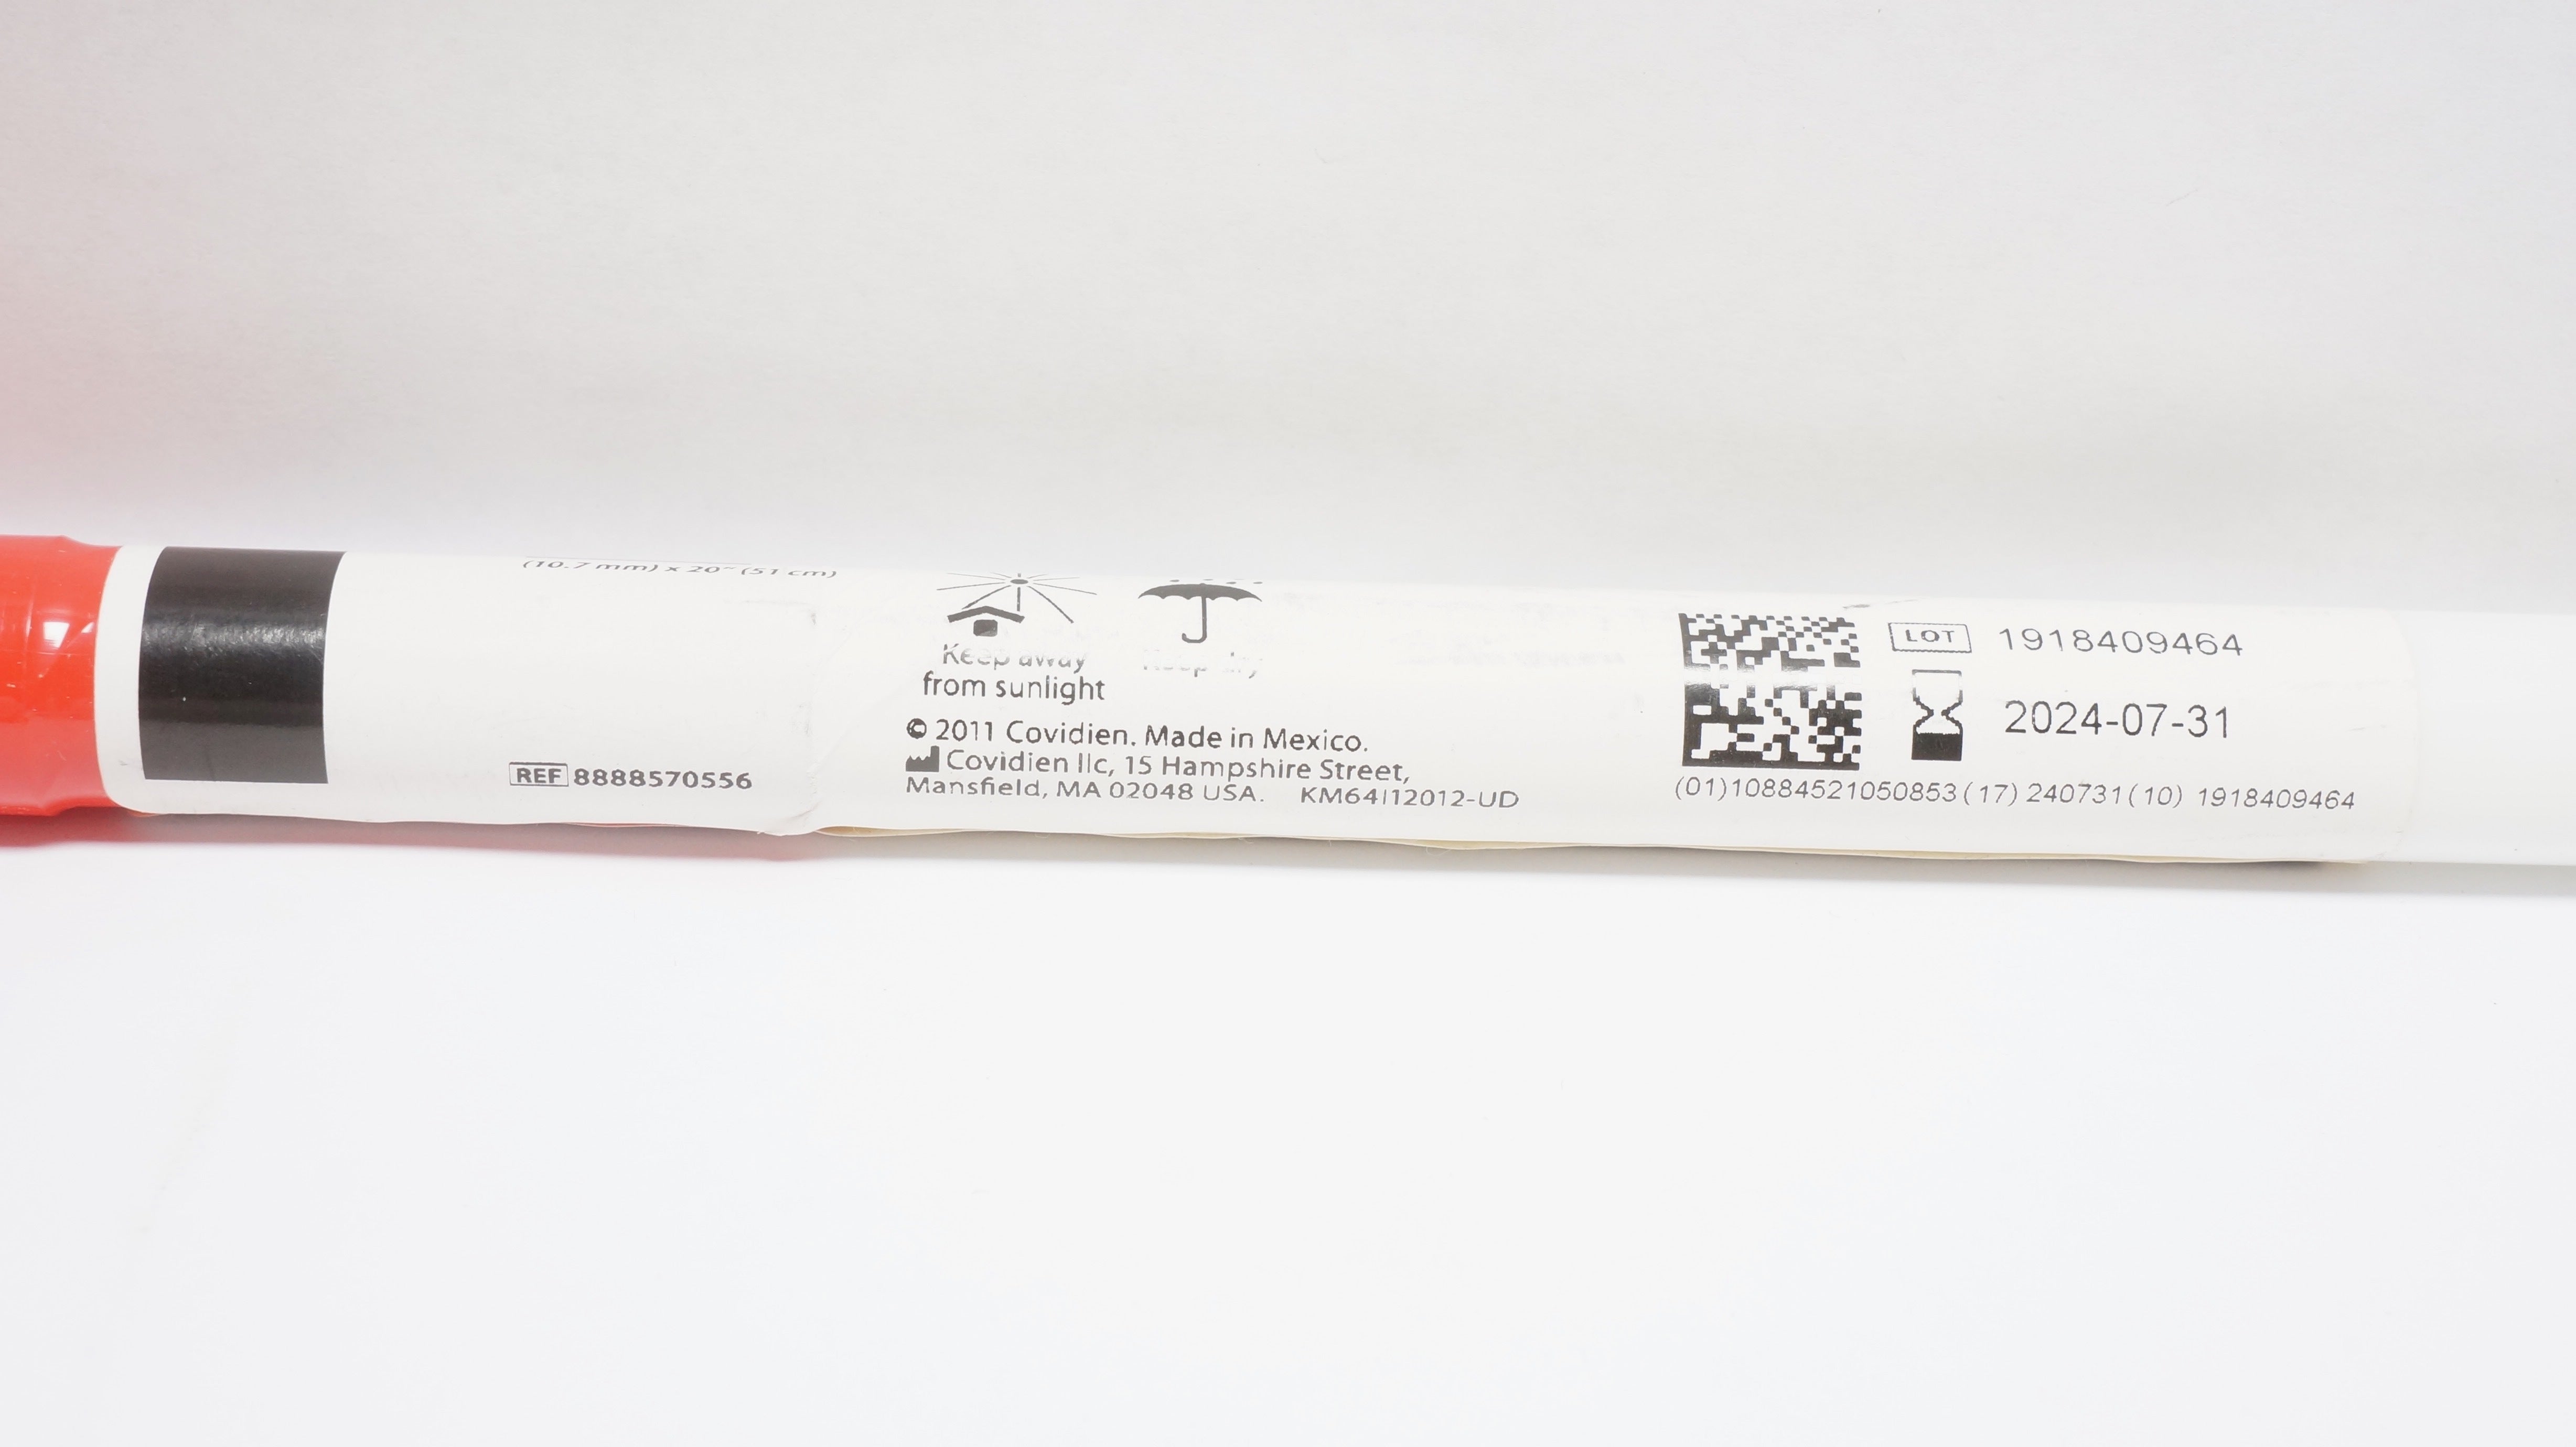 (10.7 mm) x 20" (51 cm)
REF 8888570556
Keep away
from sunlight
Keep dry
© 2011 Covidien. Made in Mexico.
Covidien llc, 15 Hampshire Street,
Mansfield, MA 02048 USA. KM64I12012-UD
LOT 1918409464
2024-07-31
(01)10884521050853(17)240731(10) 1918409464